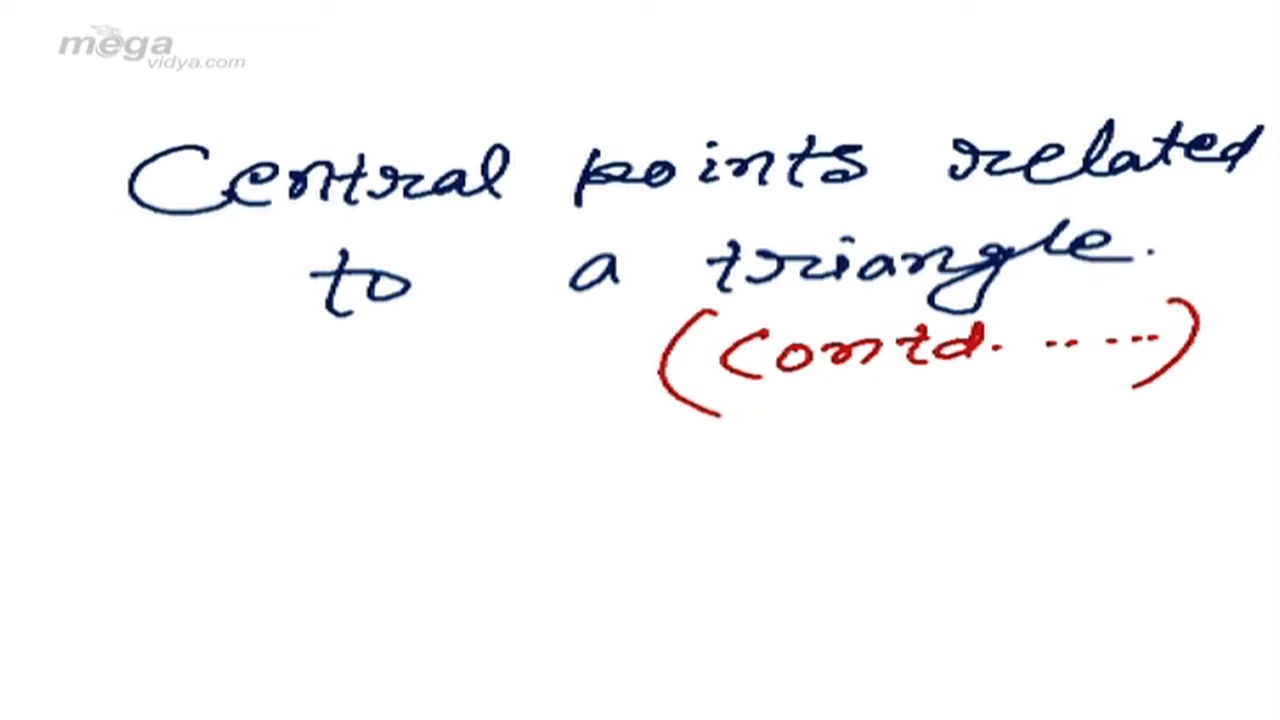 mega
vidya.com
Central points related
to a triangle.
(Contd. .. ...)